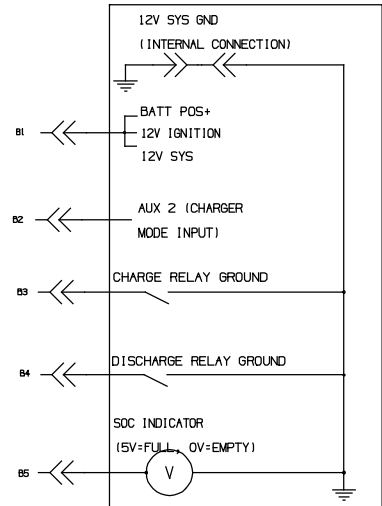 12V SYS GND
(INTERNAL CONNECTION)
BATT POS+
B1
12V IGNITION
12V SYS
B2
AUX 2 (CHARGER
MODE INPUT)
CHARGE RELAY GROUND
B3
DISCHARGE RELAY GROUND
B4
SOC INDICATOR
(5V=FULL, 0V=EMPTY)
B5
V